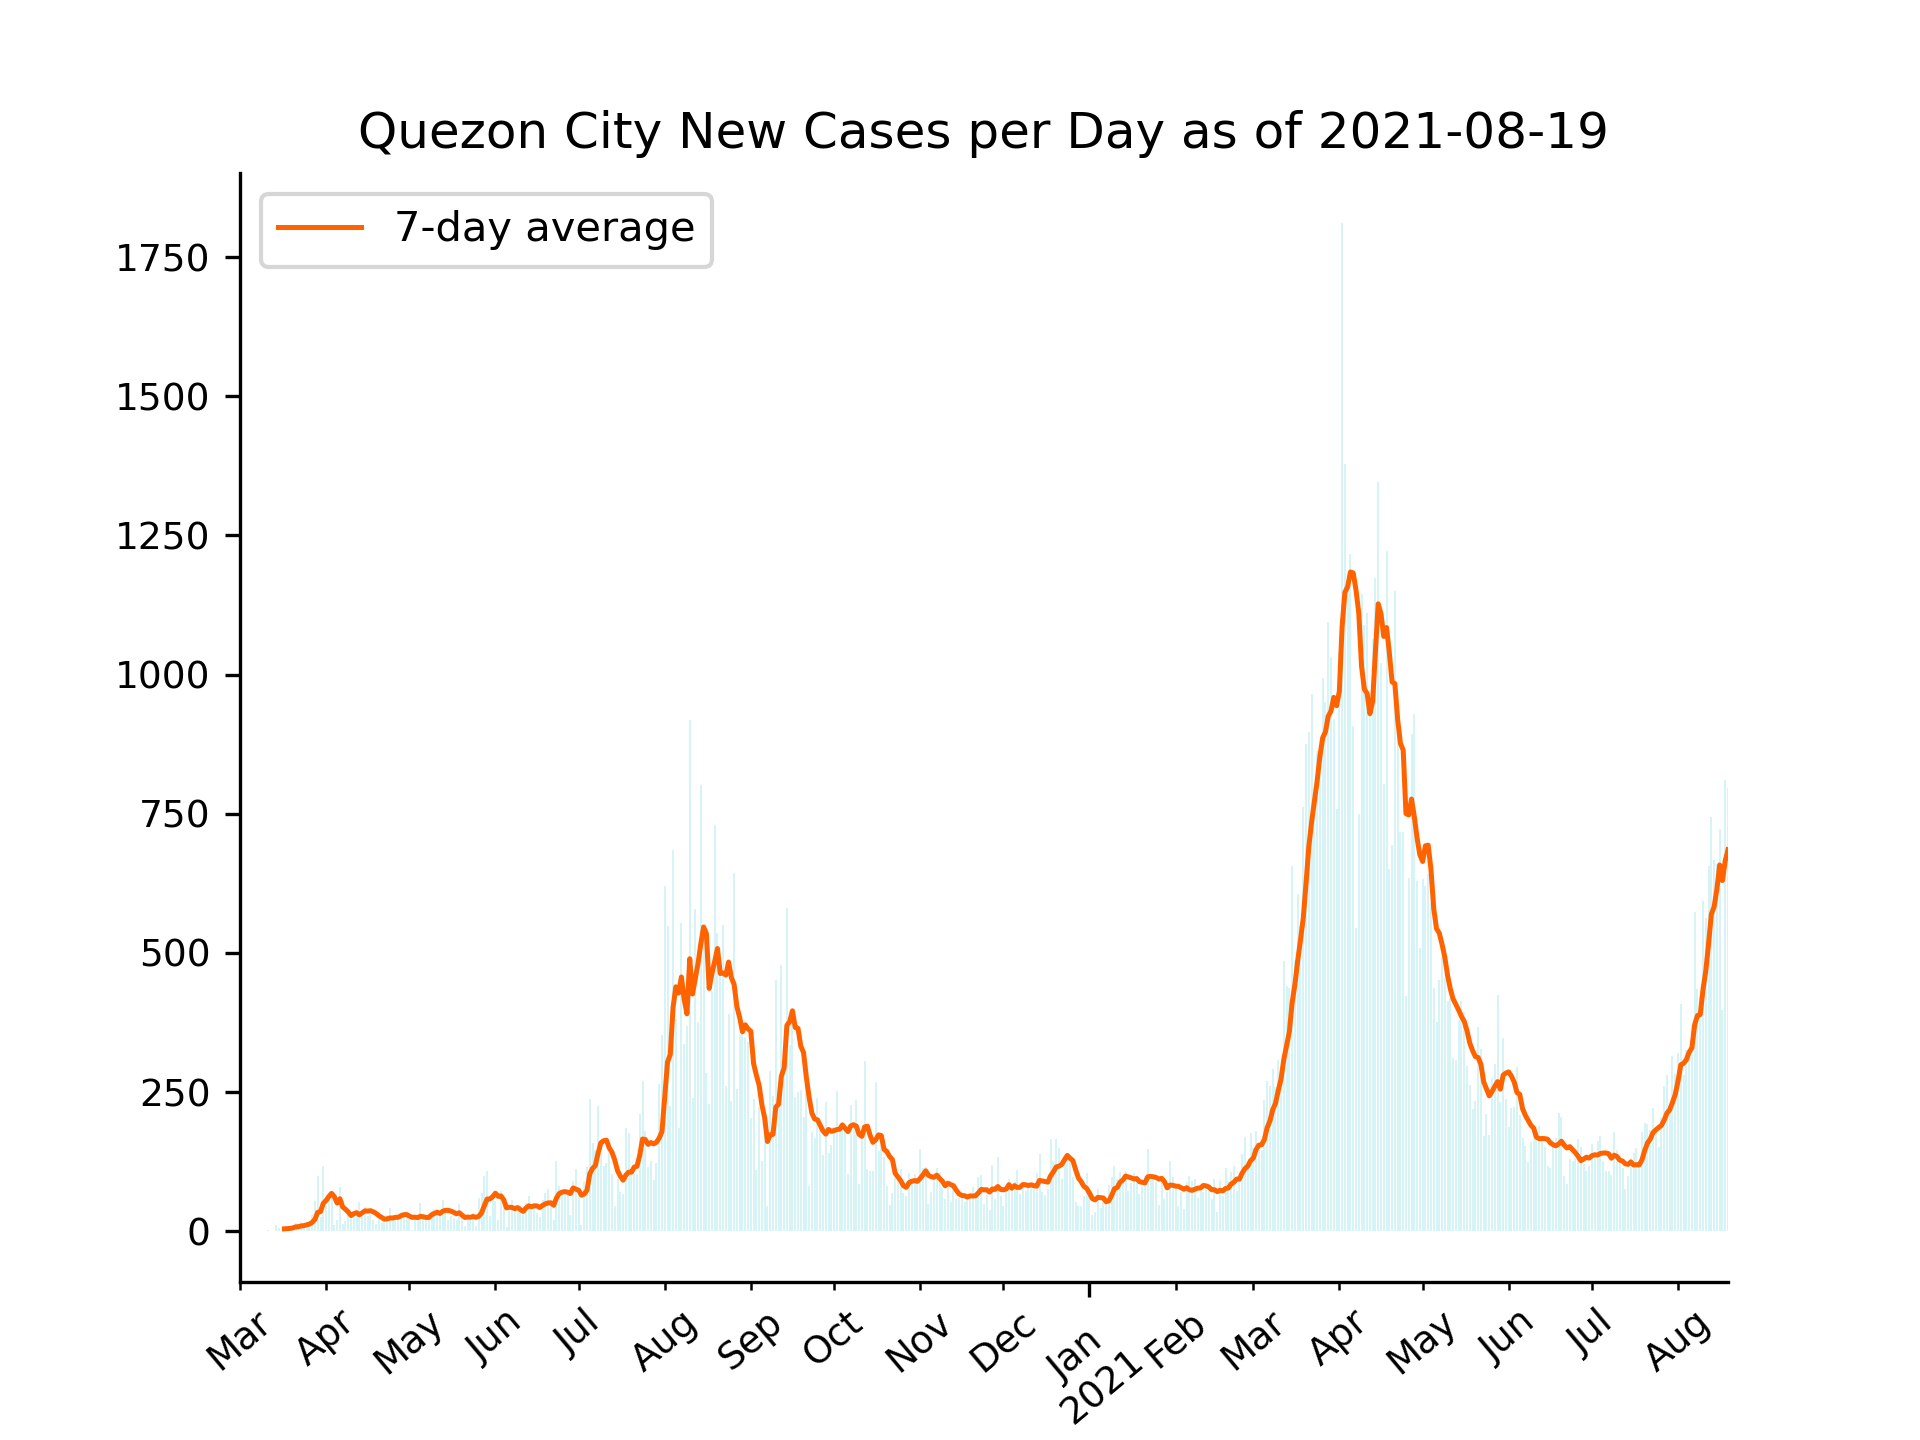 Quezon City New Cases per Day as of 2021-08-19
7-day average
1750
1500
1250
1000
750
500
250
0
Mar
Apr
May
Jun
Jul
Aug
Sep
Oct
Nov
Dec
Jan
2021
Feb
Mar
Apr
May
Jun
Jul
Aug